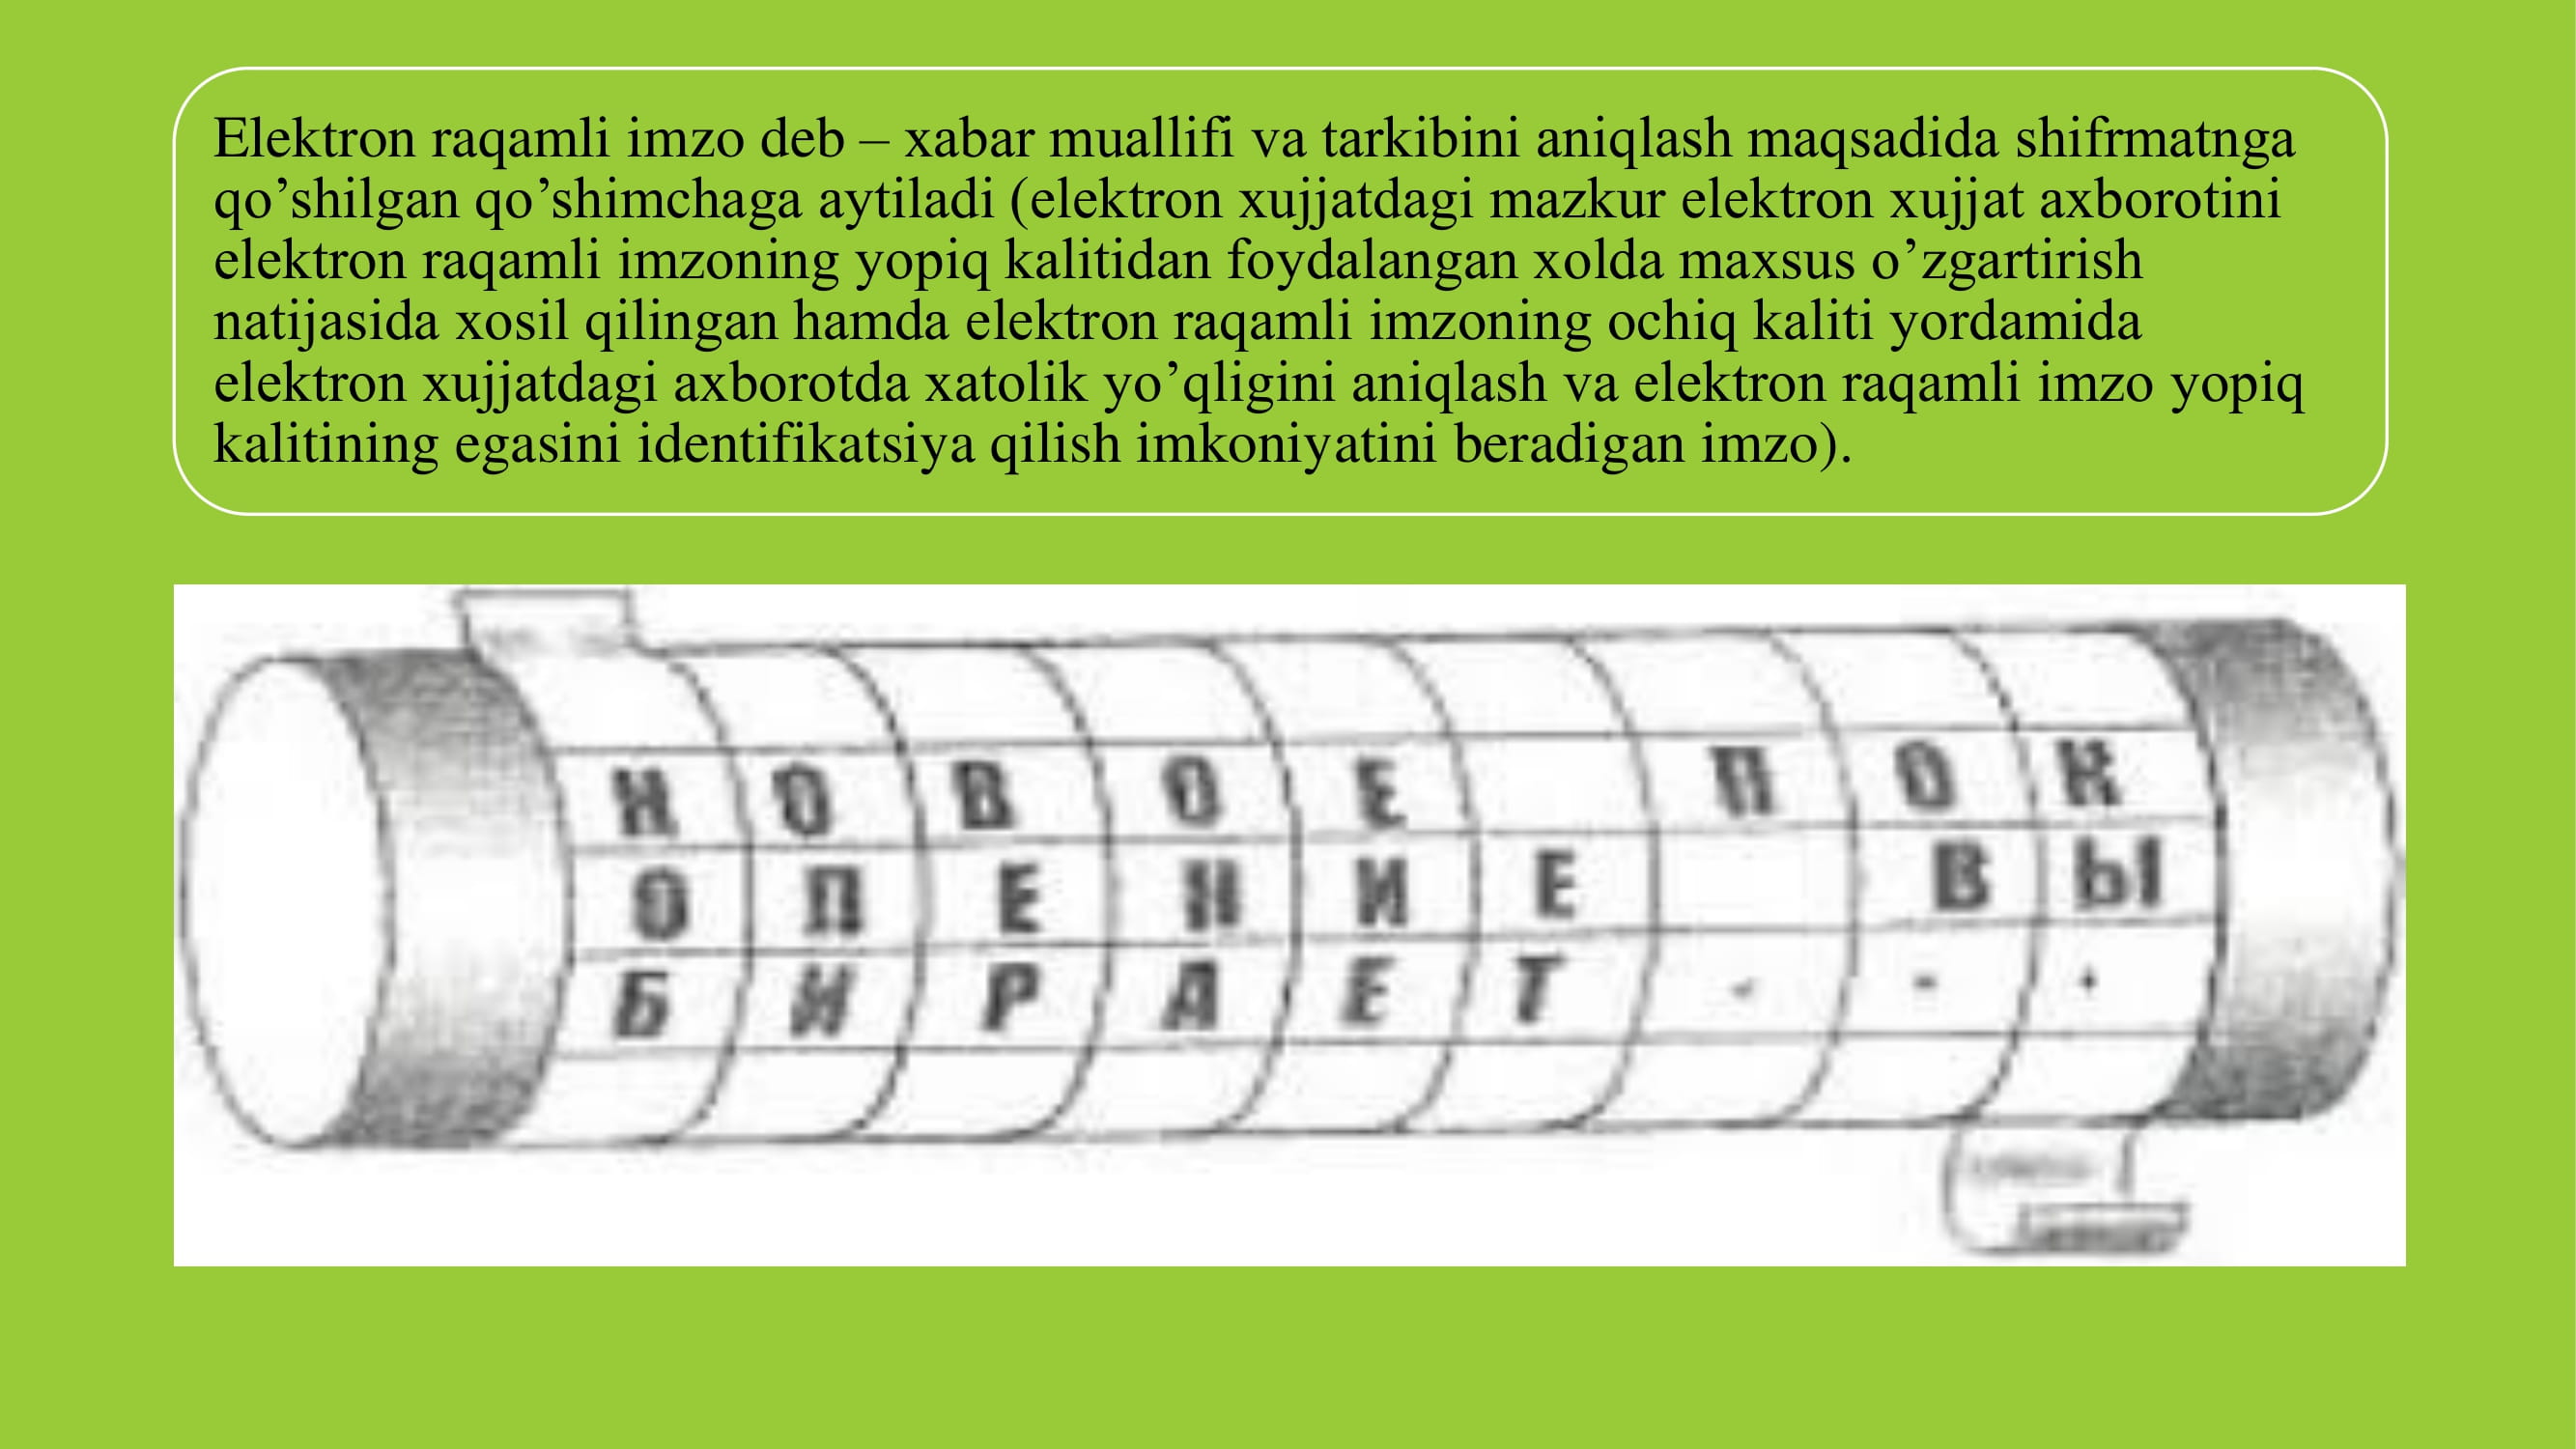 Elektron raqamli imzo deb – xabar muallifi va tarkibini aniqlash maqsadida shifrmatnga
qo’shilgan qo’shimchaga aytiladi (elektron xujjatdagi mazkur elektron xujjat axborotini
elektron raqamli imzoning yopiq kalitidan foydalangan xolda maxsus o’zgartirish
natijasida xosil qilingan hamda elektron raqamli imzoning ochiq kaliti yordamida
elektron xujjatdagi axborotda xatolik yo’qligini aniqlash va elektron raqamli imzo yopiq
kalitining egasini identifikatsiya qilish imkoniyatini beradigan imzo).
Н О В О Е П О К
О Л Е Н И Е В Ы
Б И Р А Е Т . . .